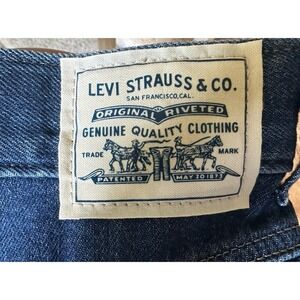 LEVI STRAUSS & CO.
SAN FRANCISCO, CAL.
ORIGINAL RIVETED
GENUINE QUALITY CLOTHING
TRADE MARK
PATENTED MAY 20 1873